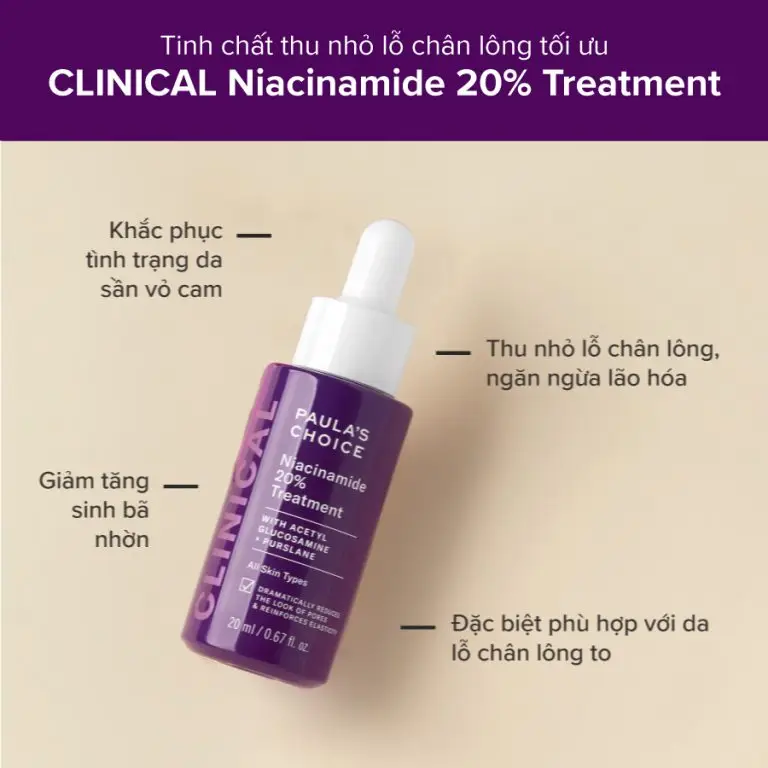 Tinh chất thu nhỏ lỗ chân lông tối ưu
CLINICAL Niacinamide 20% Treatment
Khắc phục
tình trạng da
sần vỏ cam
Thu nhỏ lỗ chân lông,
ngăn ngừa lão hóa
Giảm tăng
sinh bã
nhờn
Đặc biệt phù hợp với da
lỗ chân lông to
CLINICAL
PAULA'S
CHOICE
Niacinamide
20%
Treatment
WITH ACETYL
GLUCOSAMINE
+ PURSLANE
All Skin Types
DRAMATICALLY REDUCES
THE LOOK OF PORES
& REINFORCES ELASTICITY
20 ml / 0.67 fl. oz.